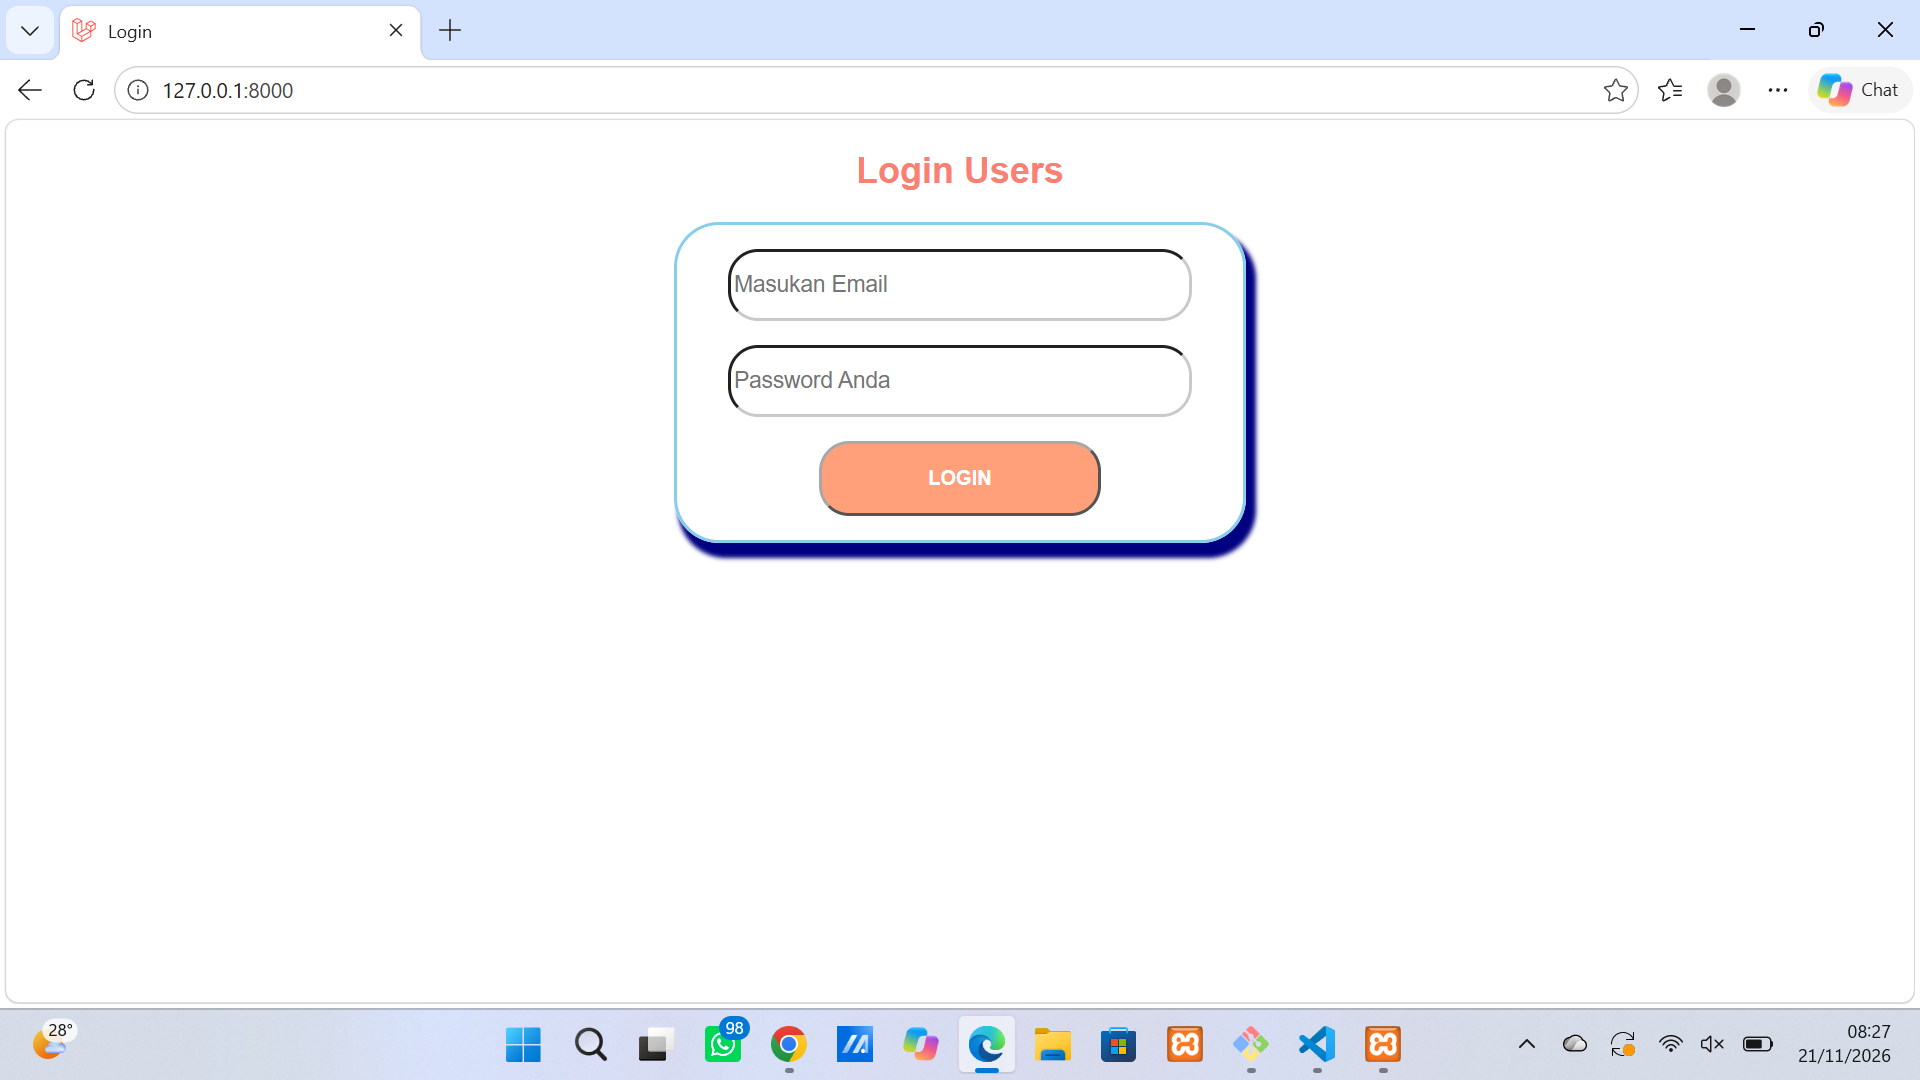 Login
127.0.0.1:8000
Chat
Login Users
Masukan Email
Password Anda
LOGIN
28°
98
08:27
21/11/2026